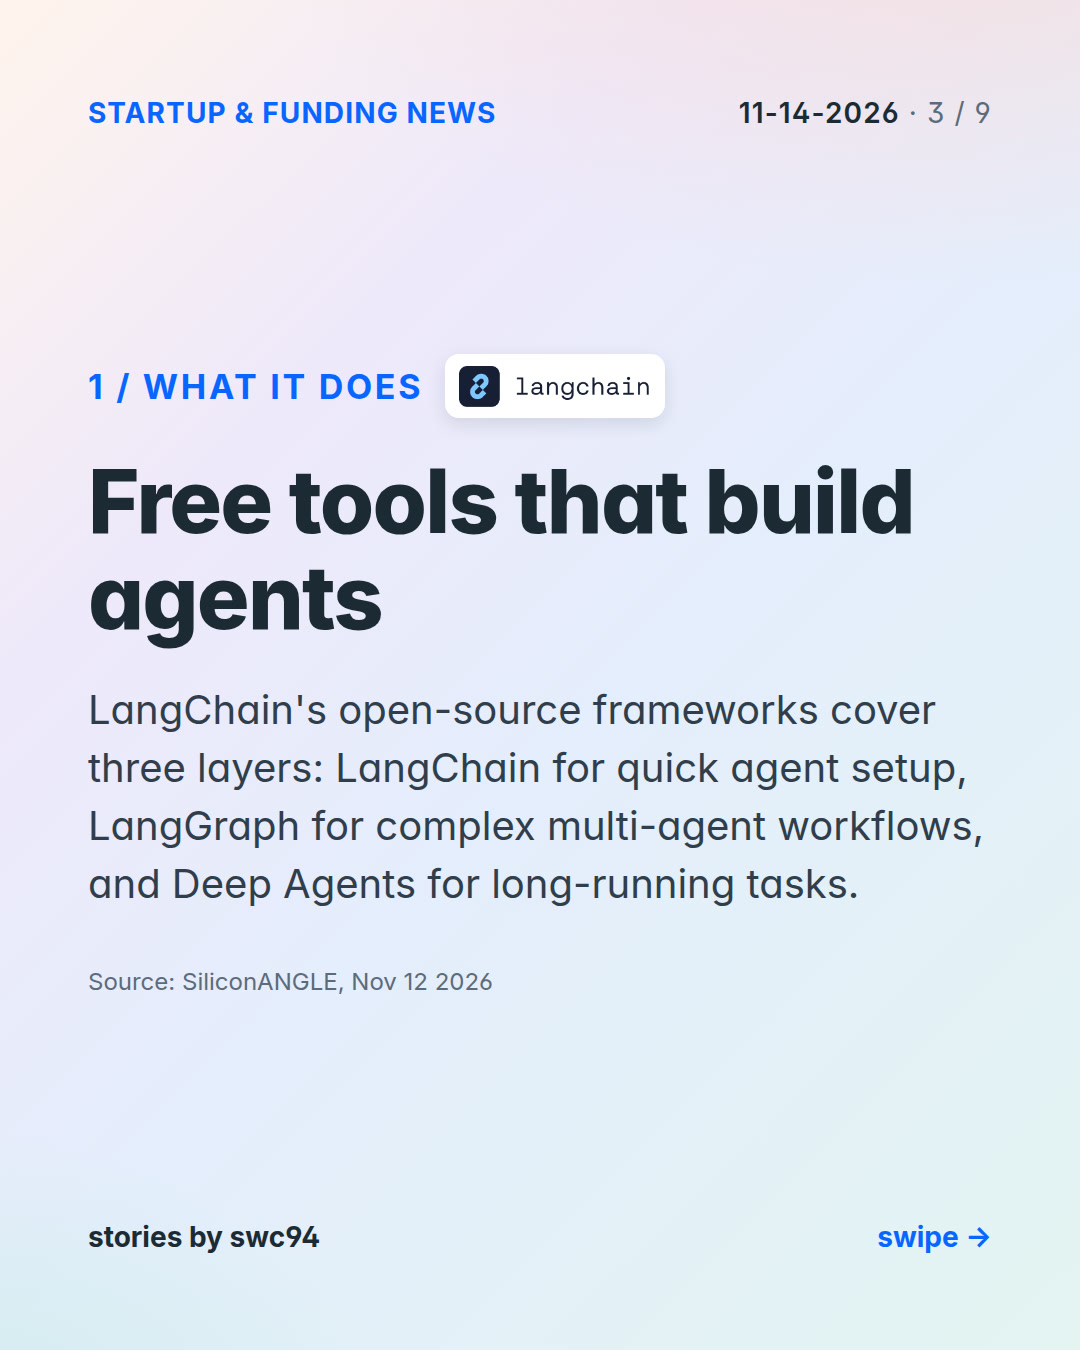 STARTUP & FUNDING NEWS
11-14-2026 · 3 / 9
1 / WHAT IT DOES
langchain
Free tools that build
agents
LangChain's open-source frameworks cover
three layers: LangChain for quick agent setup,
LangGraph for complex multi-agent workflows,
and Deep Agents for long-running tasks.
Source: SiliconANGLE, Nov 12 2026
stories by swc94
swipe →